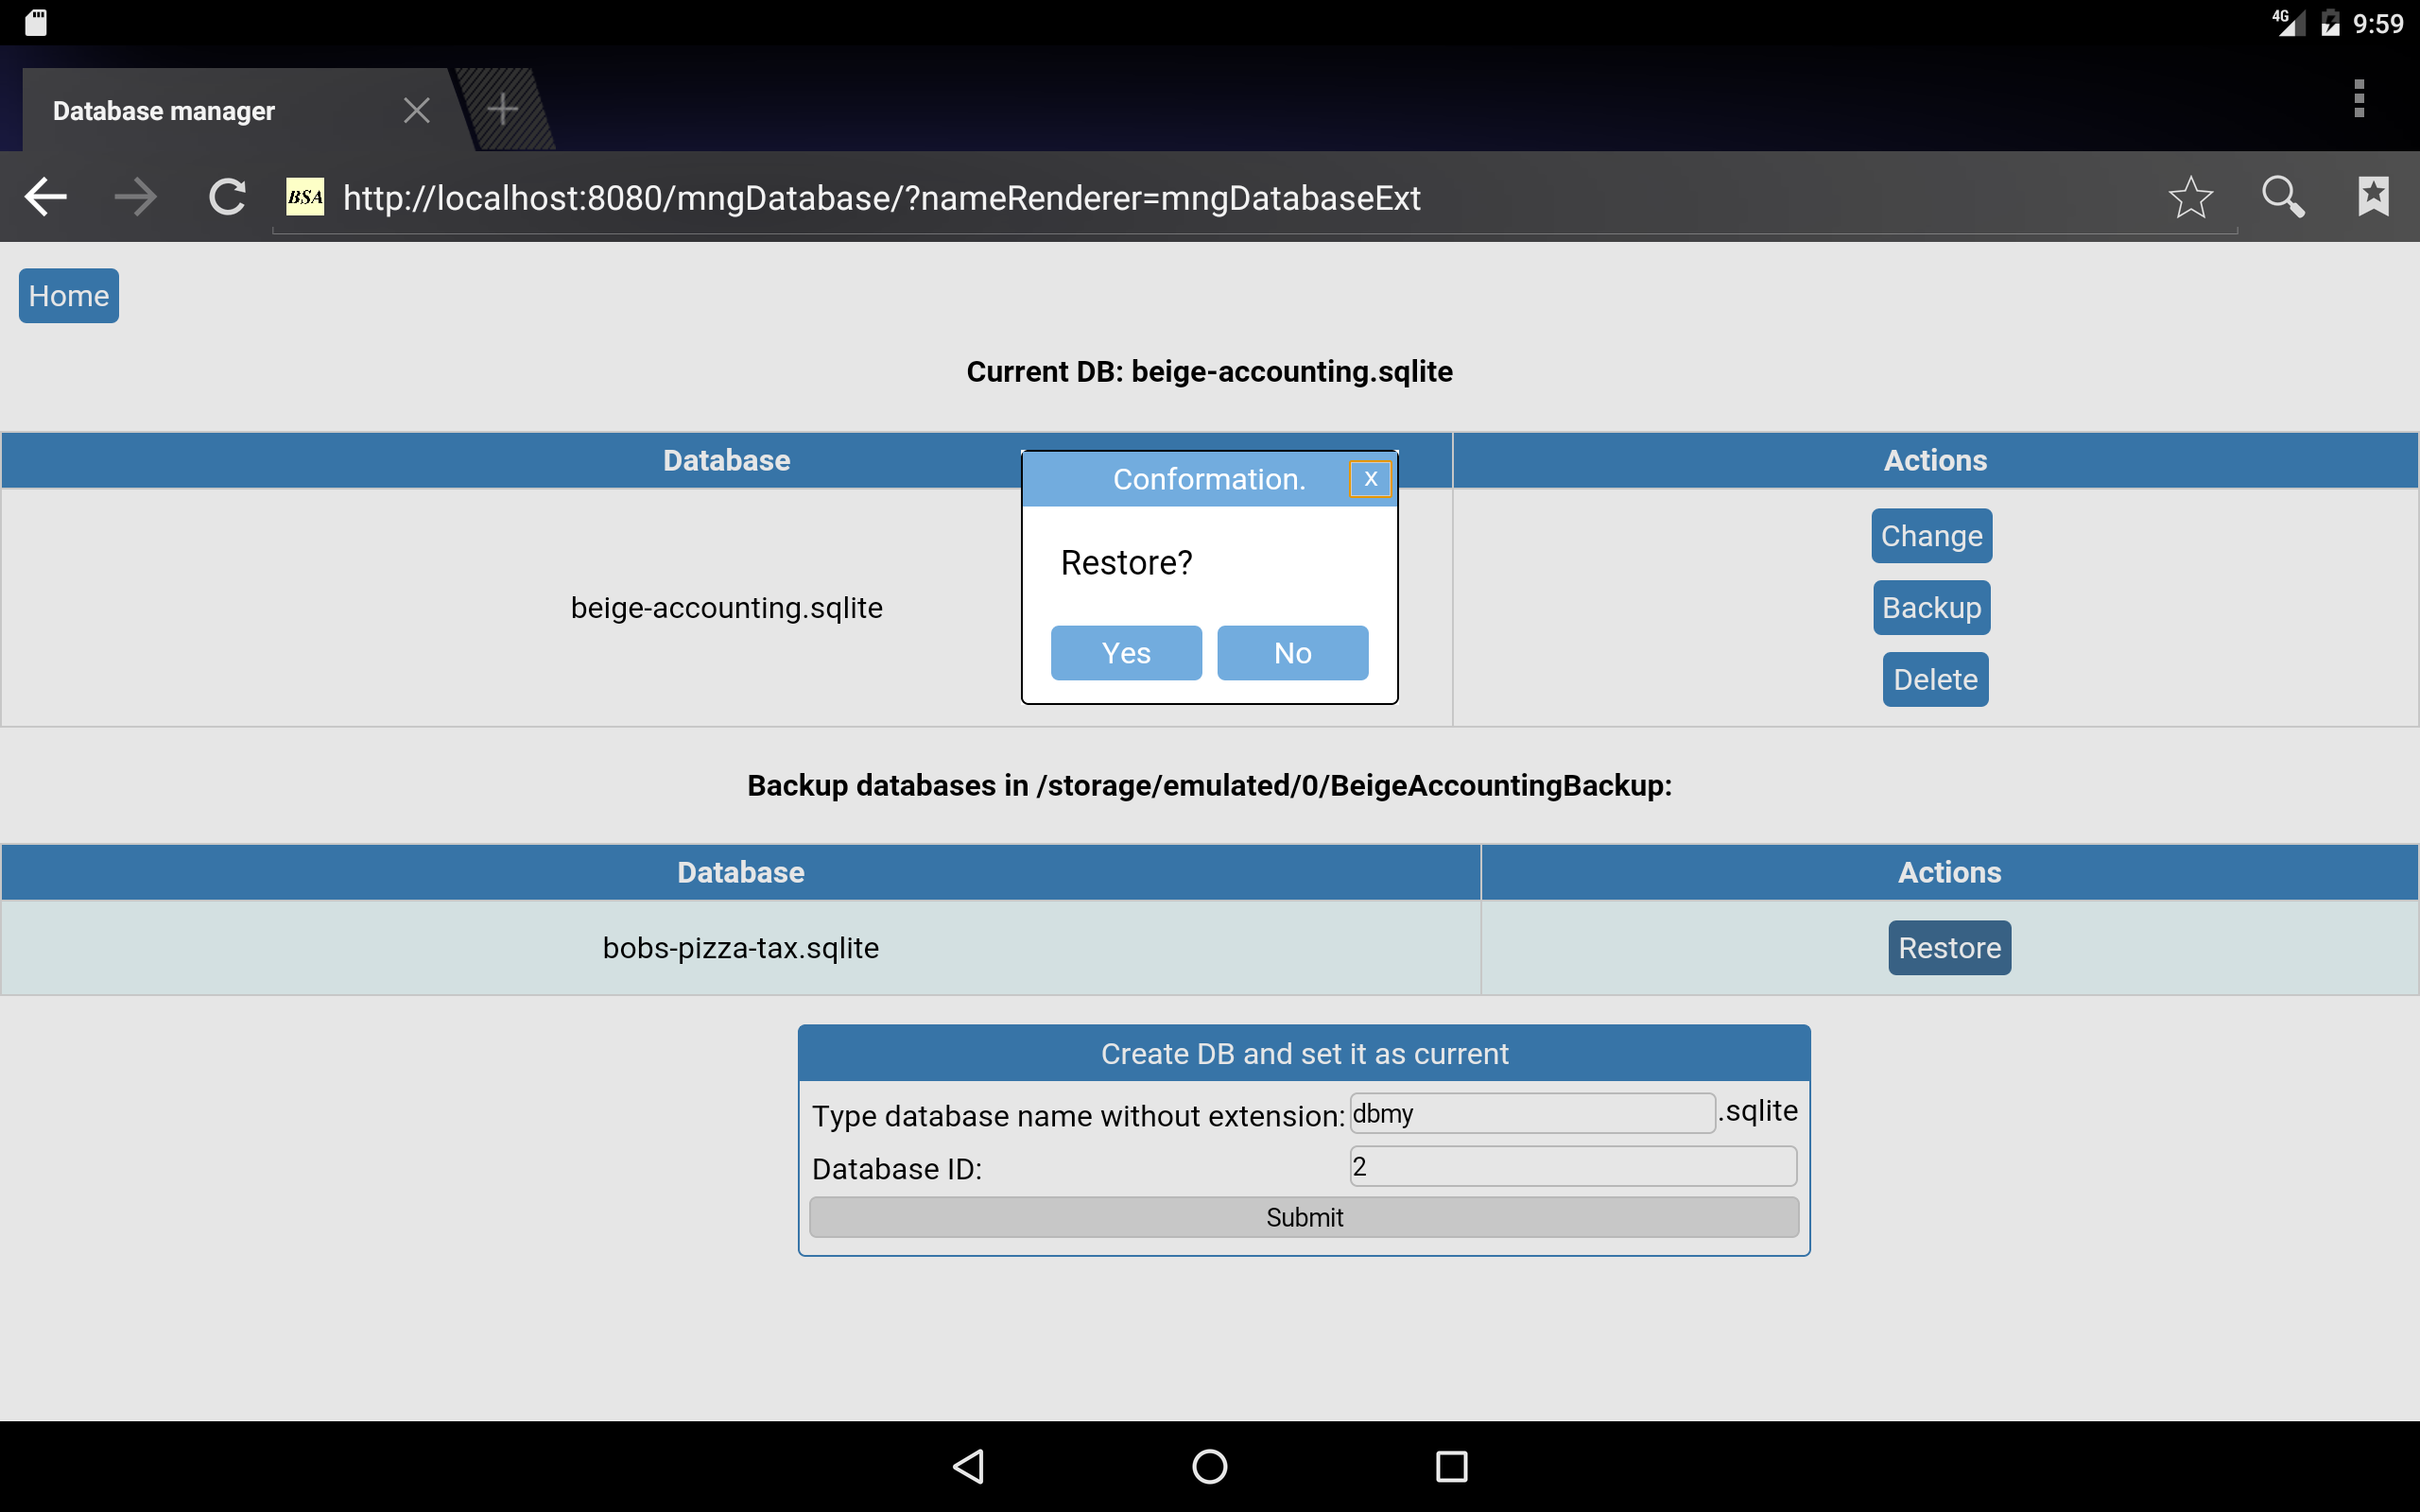 4G 9:59
Database manager
BSA http://localhost:8080/mngDatabase/?nameRenderer=mngDatabaseExt
Home
Current DB: beige-accounting.sqlite
Database Actions
Conformation. x
Restore?
Yes No
beige-accounting.sqlite
Change
Backup
Delete
Backup databases in /storage/emulated/0/BeigeAccountingBackup:
Database Actions
bobs-pizza-tax.sqlite Restore
Create DB and set it as current
Type database name without extension: dbmy .sqlite
Database ID: 2
Submit